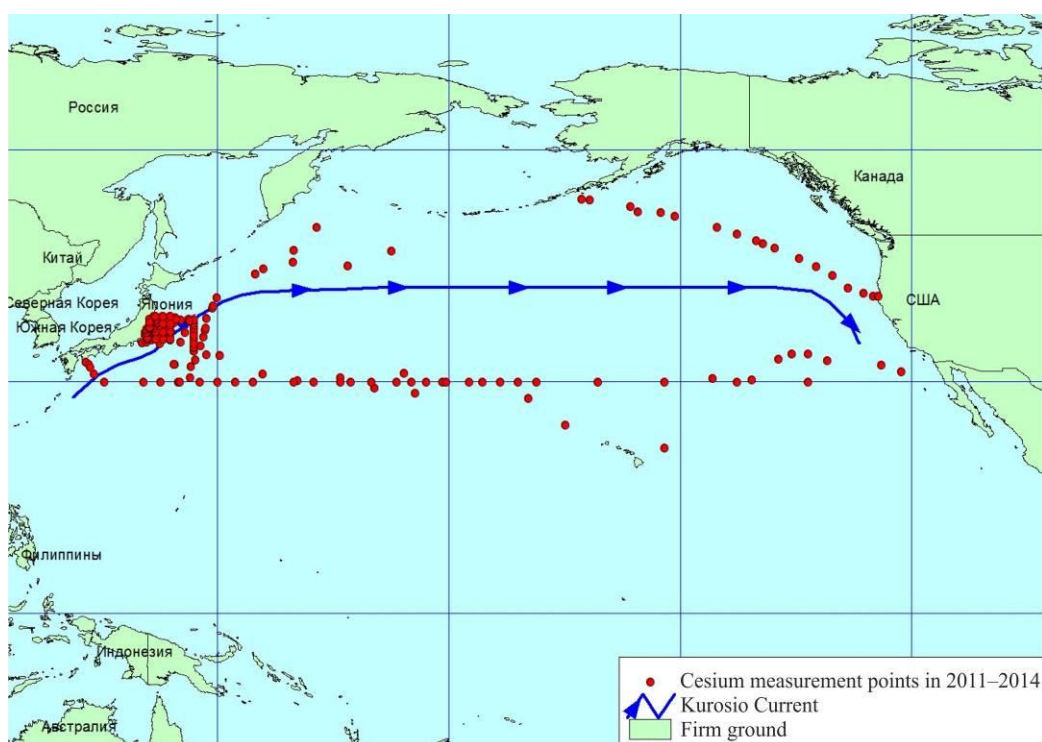 Россия
Канада
Китай
Северная Корея
Япония
США
Южная Корея
Филиппины
Индонезия
Австралия
Cesium measurement points in 2011–2014
Kurosio Current
Firm ground